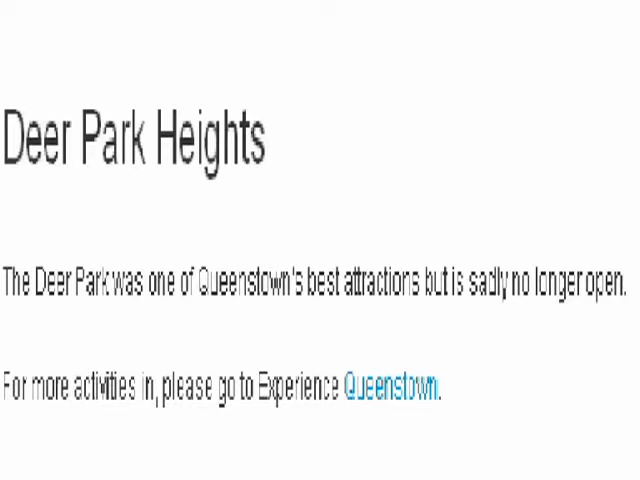 Deer Park Heights
The Deer Park was one of Queenstown's best attractions but is sadly no longer open.
For more activities in, please go to Experience Queenstown.